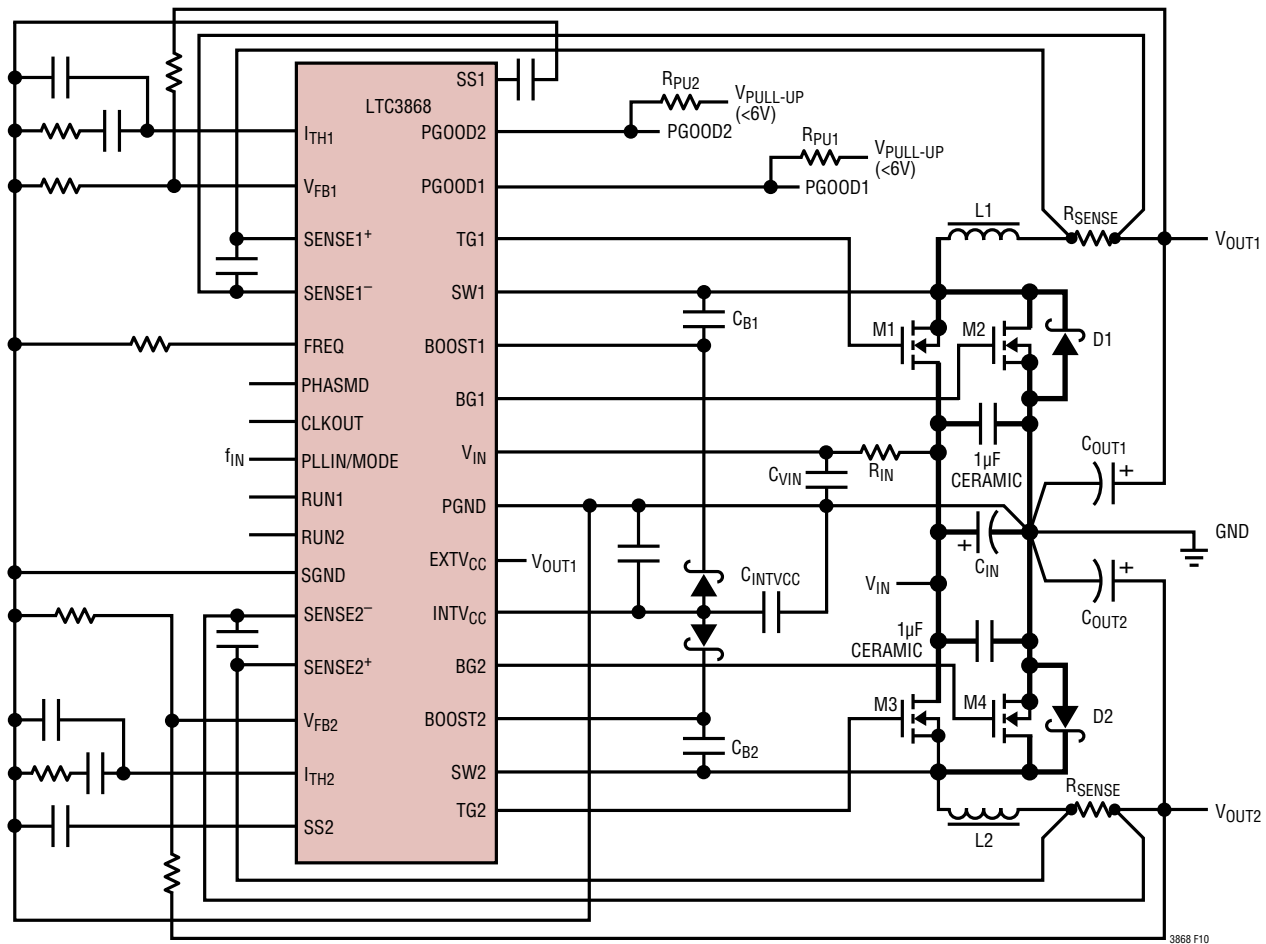 SS1
LTC3868
RPU2
VPULL-UP
(<6V)
PGOOD2
PGOOD2
RPU1
VPULL-UP
(<6V)
ITH1
VFB1
PGOOD1
PGOOD1
L1
RSENSE
SENSE1+
TG1
VOUT1
SENSE1–
SW1
CB1
M1
M2
D1
FREQ
BOOST1
PHASMD
BG1
CLKOUT
fIN
PLLIN/MODE
VIN
CVIN
RIN
1µF
CERAMIC
COUT1
+
RUN1
PGND
RUN2
GND
+
CIN
EXTVCC
VOUT1
SGND
CINTVCC
VIN
+
COUT2
SENSE2–
INTVCC
1µF
CERAMIC
SENSE2+
BG2
M3
M4
D2
VFB2
BOOST2
CB2
ITH2
SW2
RSENSE
TG2
VOUT2
SS2
L2
3868 F10